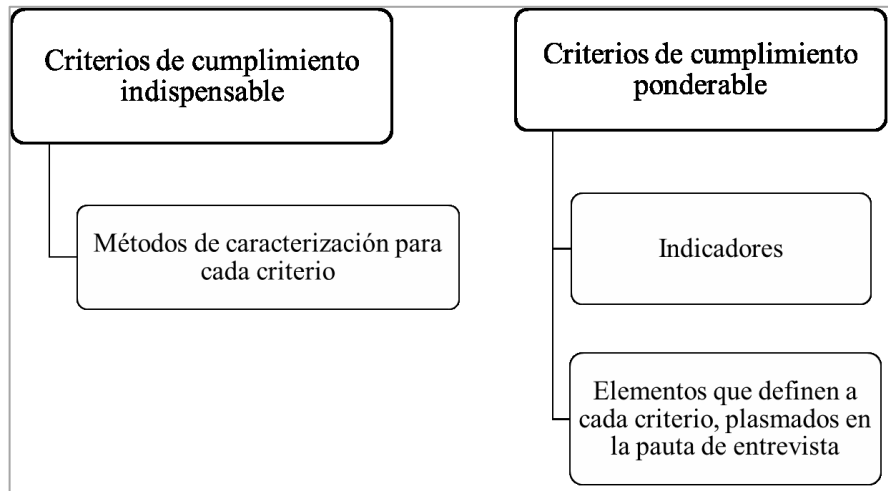 Criterios de cumplimiento
indispensable
Métodos de caracterización para
cada criterio
Criterios de cumplimiento
ponderable
Indicadores
Elementos que definen a
cada criterio, plasmados en
la pauta de entrevista